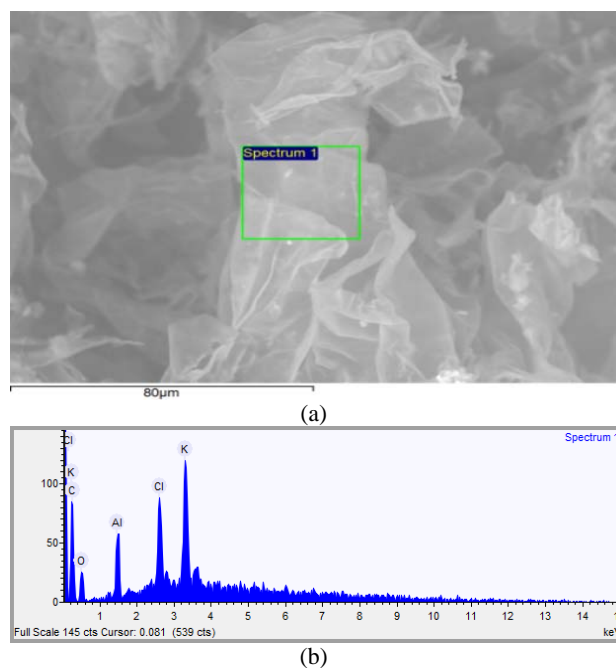 Spectrum 1
80µm
(a)
Spectrum 1
Cl
K
C
O
Al
Cl
K
100
50
0
1 2 3 4 5 6 7 8 9 10 11 12 13 14
Full Scale 145 cts Cursor: 0.081 (539 cts)
keV
(b)